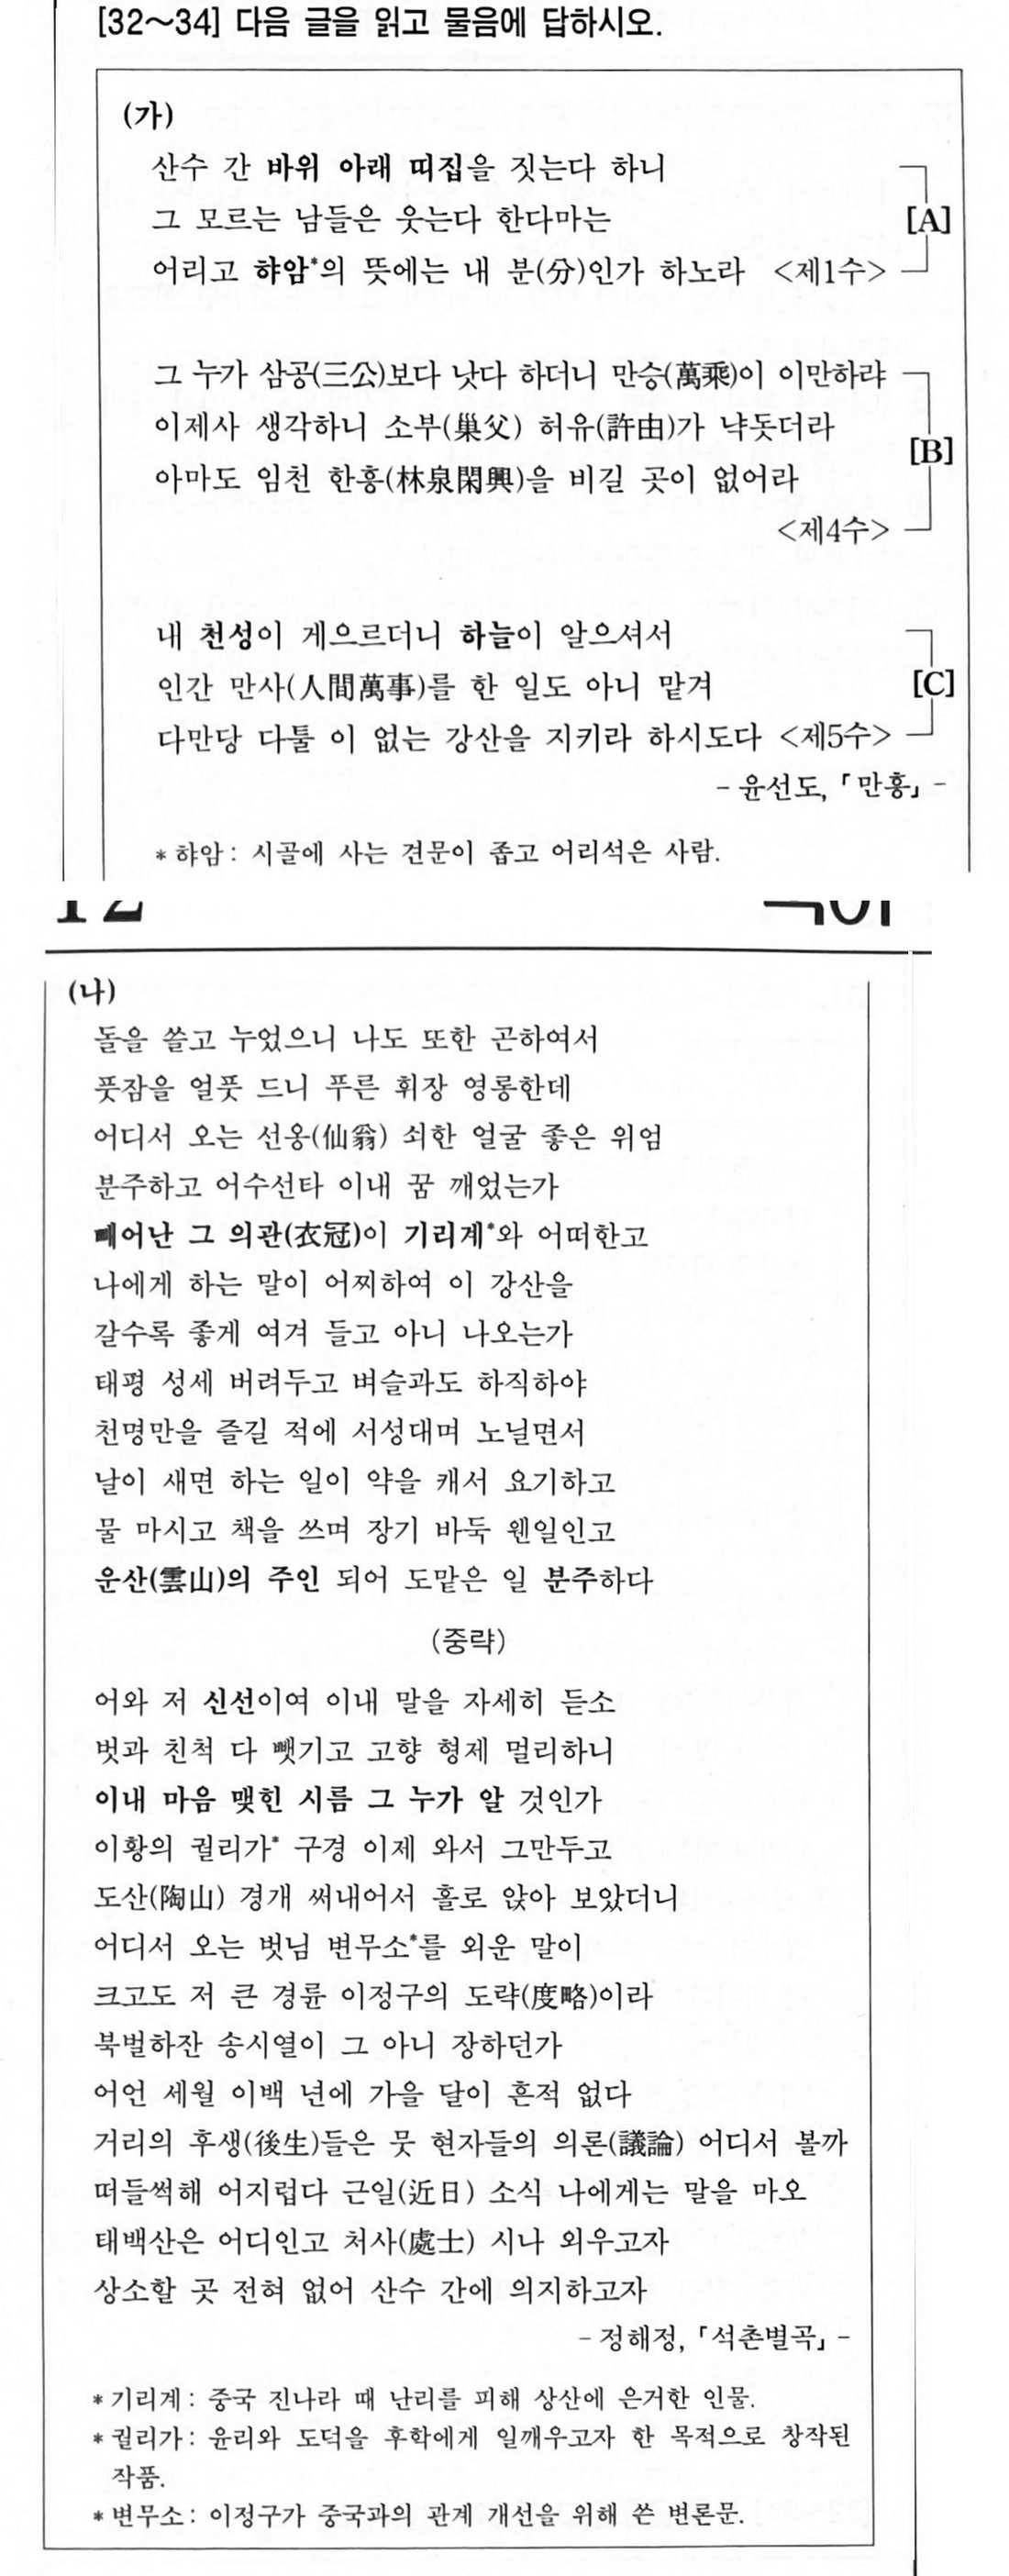 [32~34] 다음 글을 읽고 물음에 답하시오.
(가)
산수 간 바위 아래 띠집을 짓는다 하니
그 모르는 남들은 웃는다 한다마는
[A]
어리고 햐암*의 뜻에는 내 분(分)인가 하노라 <제1수>
그 누가 삼공(三公)보다 낫다 하더니 만승(萬乘)이 이만하랴
이제사 생각하니 소부(巢父) 허유(許由)가 냑돗더라
[B]
아마도 임천 한흥(林泉閑興)을 비길 곳이 없어라
<제4수>
내 천성이 게으르더니 하늘이 알으셔서
인간 만사(人間萬事)를 한 일도 아니 맡겨
[C]
다만당 다툴 이 없는 강산을 지키라 하시도다 <제5수>
- 윤선도, 「만흥」 -
* 햐암 : 시골에 사는 견문이 좁고 어리석은 사람.
12
(나)
돌을 쓸고 누었으니 나도 또한 곤하여서
풋잠을 얼풋 드니 푸른 휘장 영롱한데
어디서 오는 선옹(仙翁) 쇠한 얼굴 좋은 위엄
분주하고 어수선타 이내 꿈 깨었는가
빼어난 그 의관(衣冠)이 기리계*와 어떠한고
나에게 하는 말이 어찌하여 이 강산을
갈수록 좋게 여겨 들고 아니 나오는가
태평 성세 버려두고 벼슬과도 하직하야
천명만을 즐길 적에 서성대며 노닐면서
날이 새면 하는 일이 약을 캐서 요기하고
물 마시고 책을 쓰며 장기 바둑 웬일인고
운산(雲山)의 주인 되어 도맡은 일 분주하다
(중략)
어와 저 신선이여 이내 말을 자세히 듣소
벗과 친척 다 뺏기고 고향 형제 멀리하니
이내 마음 맺힌 시름 그 누가 알 것인가
이황의 궐리가* 구경 이제 와서 그만두고
도산(陶山) 경개 써내어서 홀로 앉아 보았더니
어디서 오는 벗님 변무소*를 외운 말이
크고도 저 큰 경륜 이정구의 도략(度略)이라
북벌하잔 송시열이 그 아니 장하던가
어언 세월 이백 년에 가을 달이 흔적 없다
거리의 후생(後生)들은 뭇 현자들의 의론(議論) 어디서 볼까
떠들썩해 어지럽다 근일(近日) 소식 나에게는 말을 마오
태백산은 어디인고 처사(處士) 시나 외우고자
상소할 곳 전혀 없어 산수 간에 의지하고자
- 정해정, 「석촌별곡」 -
* 기리계 : 중국 진나라 때 난리를 피해 상산에 은거한 인물.
* 궐리가 : 윤리와 도덕을 후학에게 일깨우고자 한 목적으로 창작된
작품.
* 변무소 : 이정구가 중국과의 관계 개선을 위해 쓴 변론문.